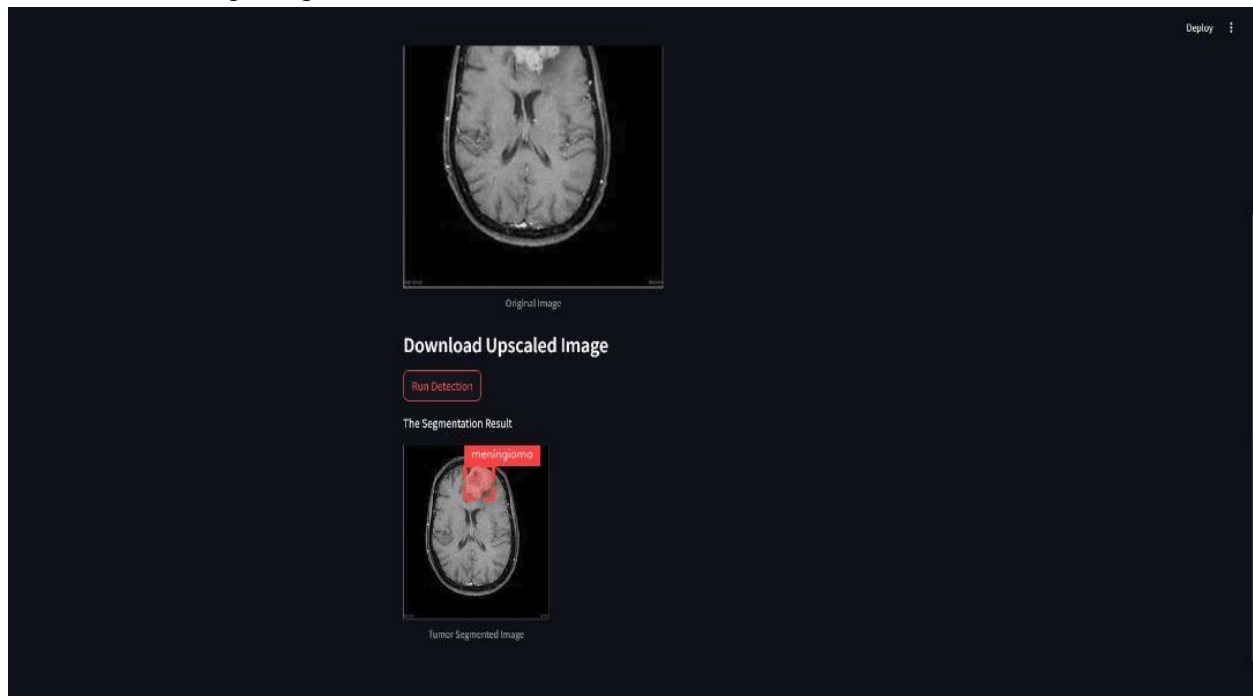 Deploy
Original Image
Download Upscaled Image
Run Detection
The Segmentation Result
meningioma
Tumor Segmented Image